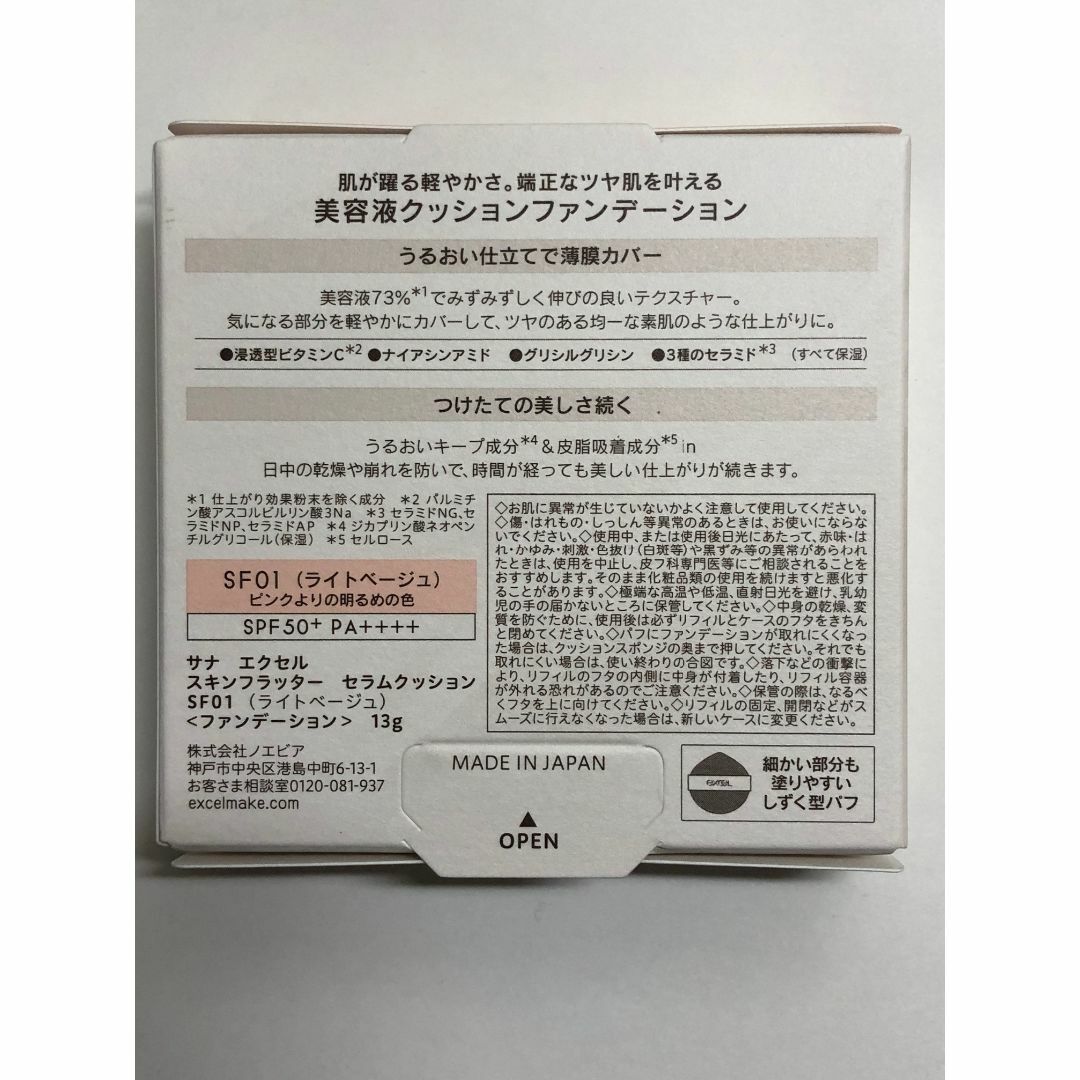 肌が躍る軽やかさ。端正なツヤ肌を叶える
美容液クッションファンデーション
うるおい仕立てで薄膜カバー
美容液73%*1でみずみずしく伸びの良いテクスチャー。
気になる部分を軽やかにカバーして、ツヤのある均一な素肌のような仕上がりに。
●浸透型ビタミンC*2 ●ナイアシンアミド ●グリシルグリシン ●3種のセラミド*3 (すべて保湿)
つけたての美しさ続く
うるおいキープ成分*4&皮脂吸着成分*5 in
日中の乾燥や崩れを防いで、時間が経っても美しい仕上がりが続きます。
*1 仕上がり効果粉末を除く成分 *2 パルミチ
ン酸アスコルビルリン酸3Na *3 セラミドNG、セ
ラミドNP、セラミドAP *4 ジカプリン酸ネオペン
チルグリコール(保湿) *5 セルロース
SF01 (ライトベージュ)
ピンクよりの明るめの色
SPF50+ PA++++
サナ エクセル
スキンフラッター セラムクッション
SF01 (ライトベージュ)
<ファンデーション> 13g
株式会社ノエビア
神戸市中央区港島中町6-13-1
お客さま相談室0120-081-937
excelmake.com
◇お肌に異常が生じていないかよく注意して使用してください。
◇傷・はれもの・しっしん等異常のあるときは、お使いにならな
いでください。◇使用中、または使用後日光にあたって、赤味・は
れ・かゆみ・刺激・色抜け(白斑等)や黒ずみ等の異常があらわれ
たときは、使用を中止し、皮フ科専門医等にご相談されることを
おすすめします。そのまま化粧品類の使用を続けますと悪化す
ることがあります。◇極端な高温や低温、直射日光を避け、乳幼
児の手の届かないところに保管してください。◇中身の乾燥、変
質を防ぐために、使用後は必ずリフィルとケースのフタをきちん
と閉めてください。◇パフにファンデーションが取れにくくなっ
た場合は、クッションスポンジの奥まで押してください。それでも
取れにくい場合は、使い終わりの合図です。◇落下などの衝撃に
より、リフィルのフタの内側に中身が付着したり、リフィル容器
が外れる恐れがあるのでご注意ください。◇保管の際は、なるべ
くフタを上に向けてください。◇リフィルの固定、開閉などがス
ムーズに行えなくなった場合は、新しいケースに変更ください。
MADE IN JAPAN
▲
OPEN
EXCEL
細かい部分も
塗りやすい
しずく型パフ